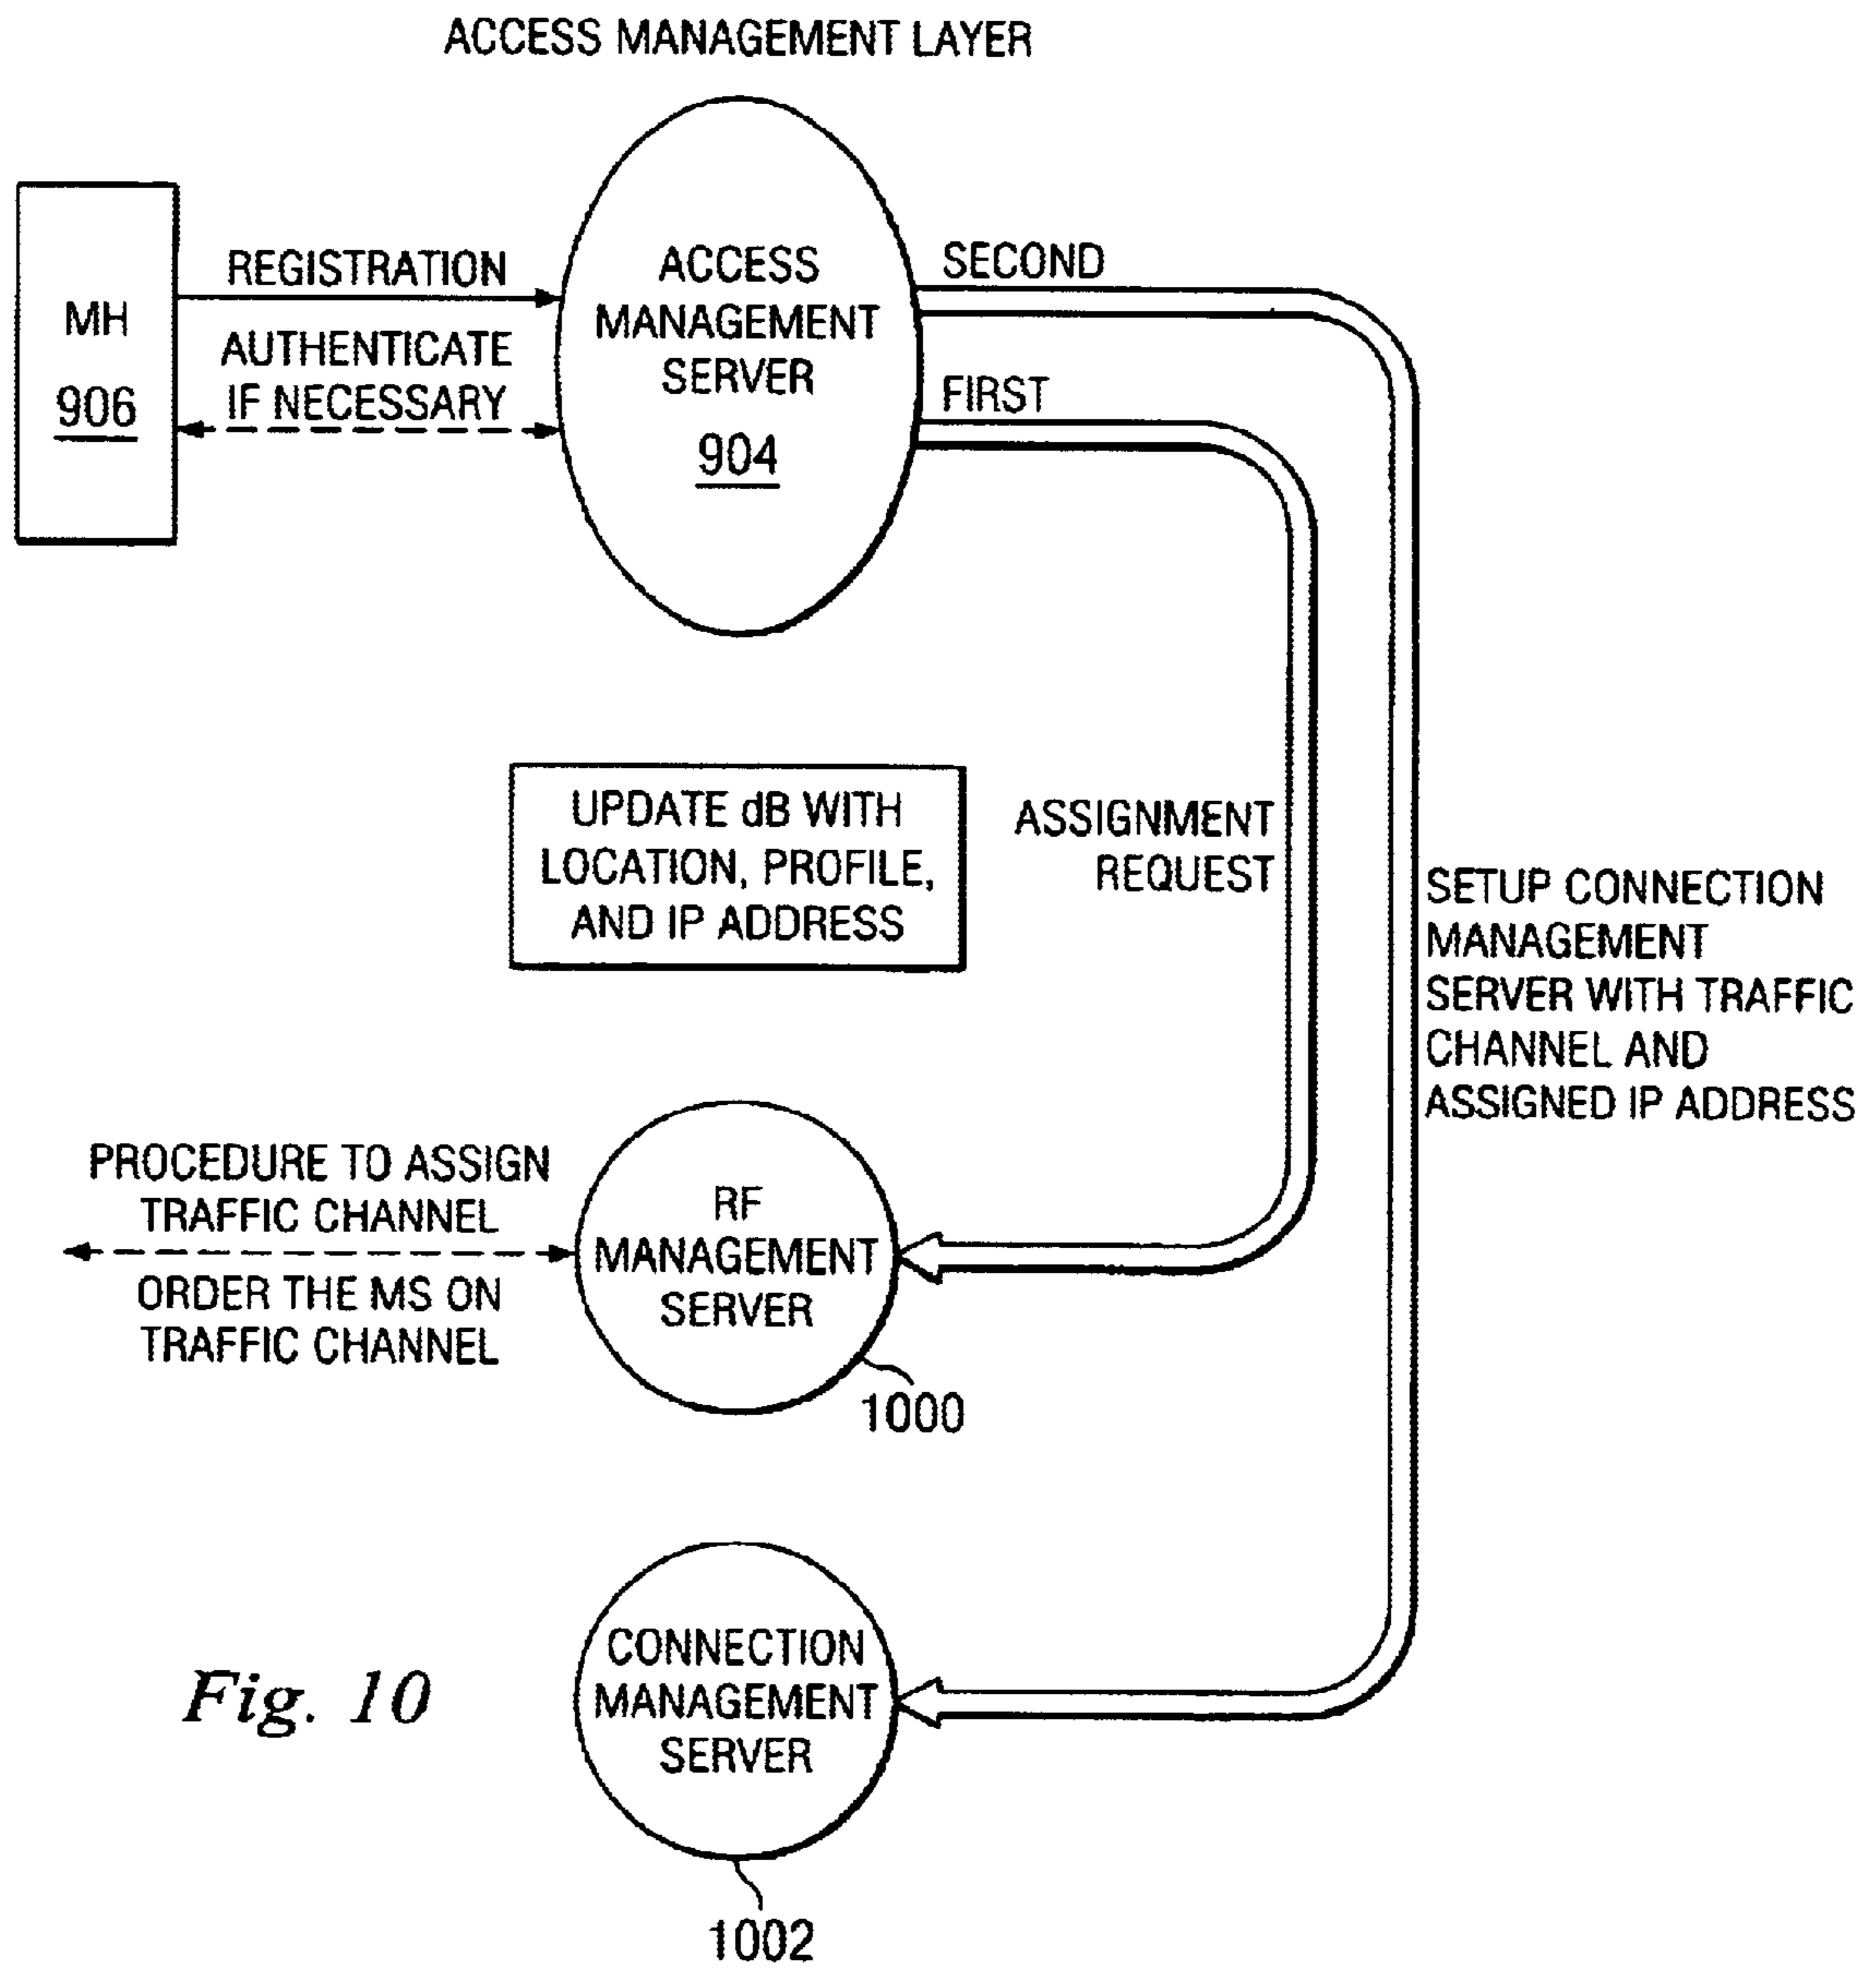 ACCESS MANAGEMENT LAYER
MH
906
REGISTRATION
AUTHENTICATE
IF NECESSARY
ACCESS
MANAGEMENT
SERVER
904
SECOND
FIRST
UPDATE dB WITH
LOCATION, PROFILE,
AND IP ADDRESS
ASSIGNMENT
REQUEST
SETUP CONNECTION
MANAGEMENT
SERVER WITH TRAFFIC
CHANNEL AND
ASSIGNED IP ADDRESS
PROCEDURE TO ASSIGN
TRAFFIC CHANNEL
ORDER THE MS ON
TRAFFIC CHANNEL
RF
MANAGEMENT
SERVER
1000
CONNECTION
MANAGEMENT
SERVER
1002
Fig. 10